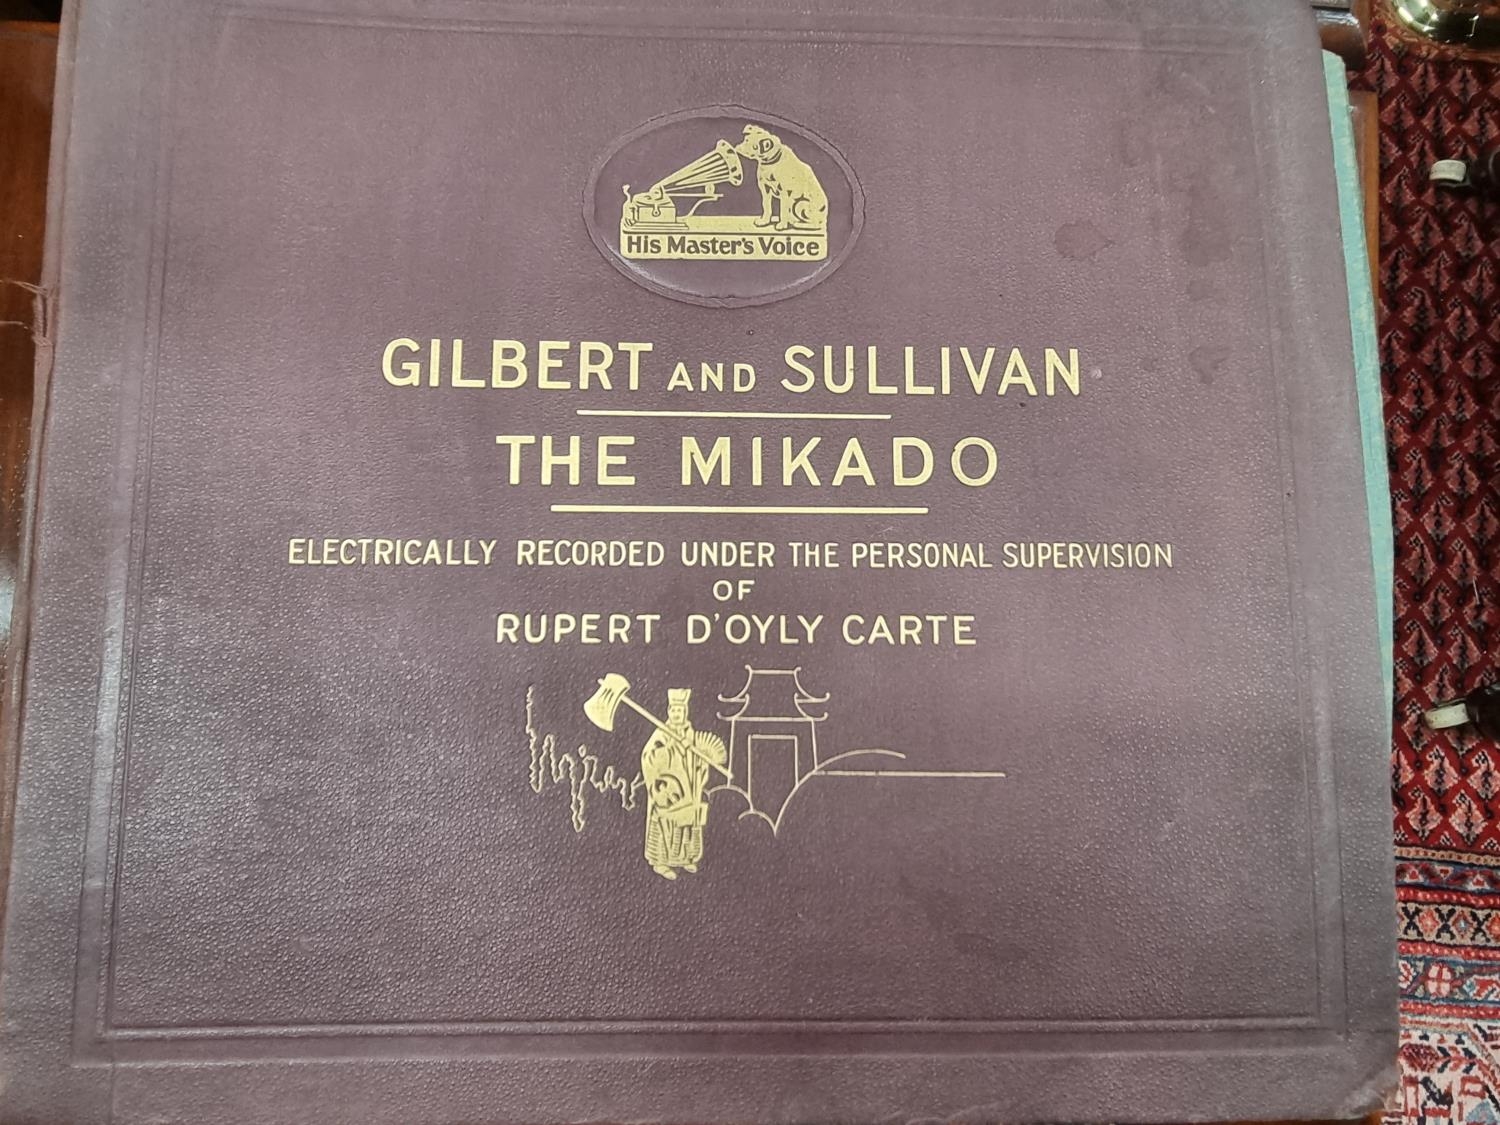 His Master's Voice
GILBERT AND SULLIVAN
THE MIKADO
ELECTRICALLY RECORDED UNDER THE PERSONAL SUPERVISION
OF
RUPERT D'OYLY CARTE